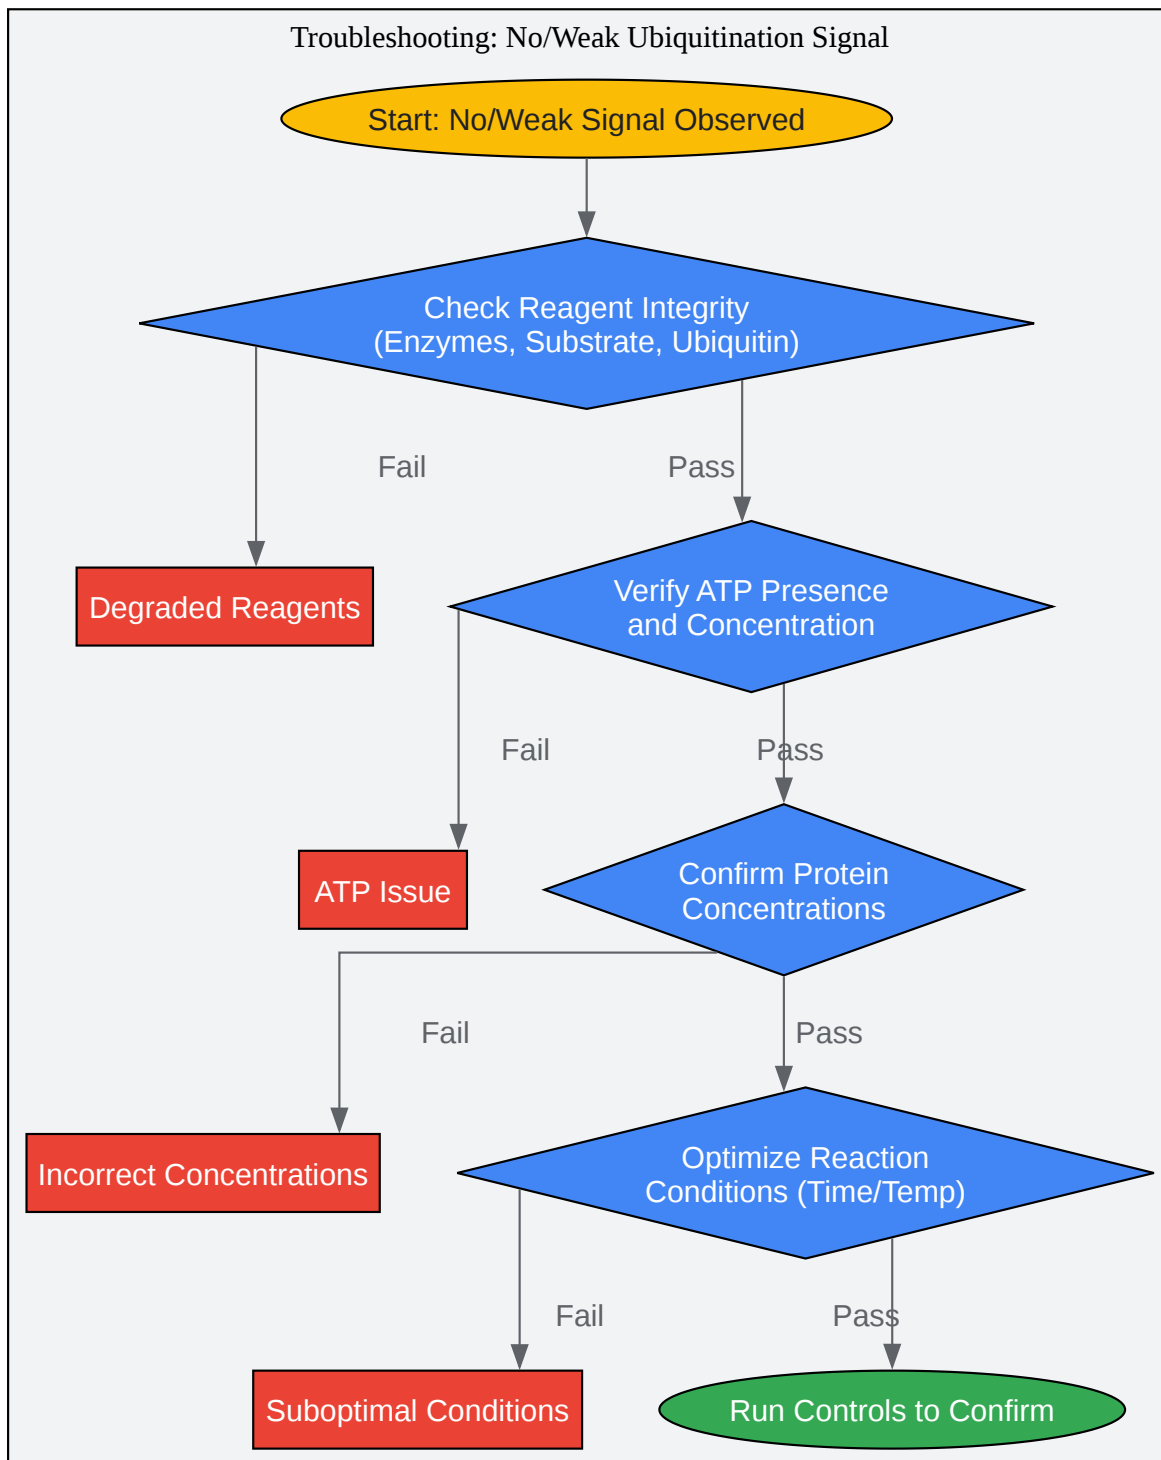 Troubleshooting: No/Weak Ubiquitination Signal
Start: No/Weak Signal Observed
Check Reagent Integrity
(Enzymes, Substrate, Ubiquitin)
Fail
Pass
Degraded Reagents
Verify ATP Presence
and Concentration
Fail
Pass
ATP Issue
Confirm Protein
Concentrations
Fail
Pass
Incorrect Concentrations
Optimize Reaction
Conditions (Time/Temp)
Fail
Pass
Suboptimal Conditions
Run Controls to Confirm